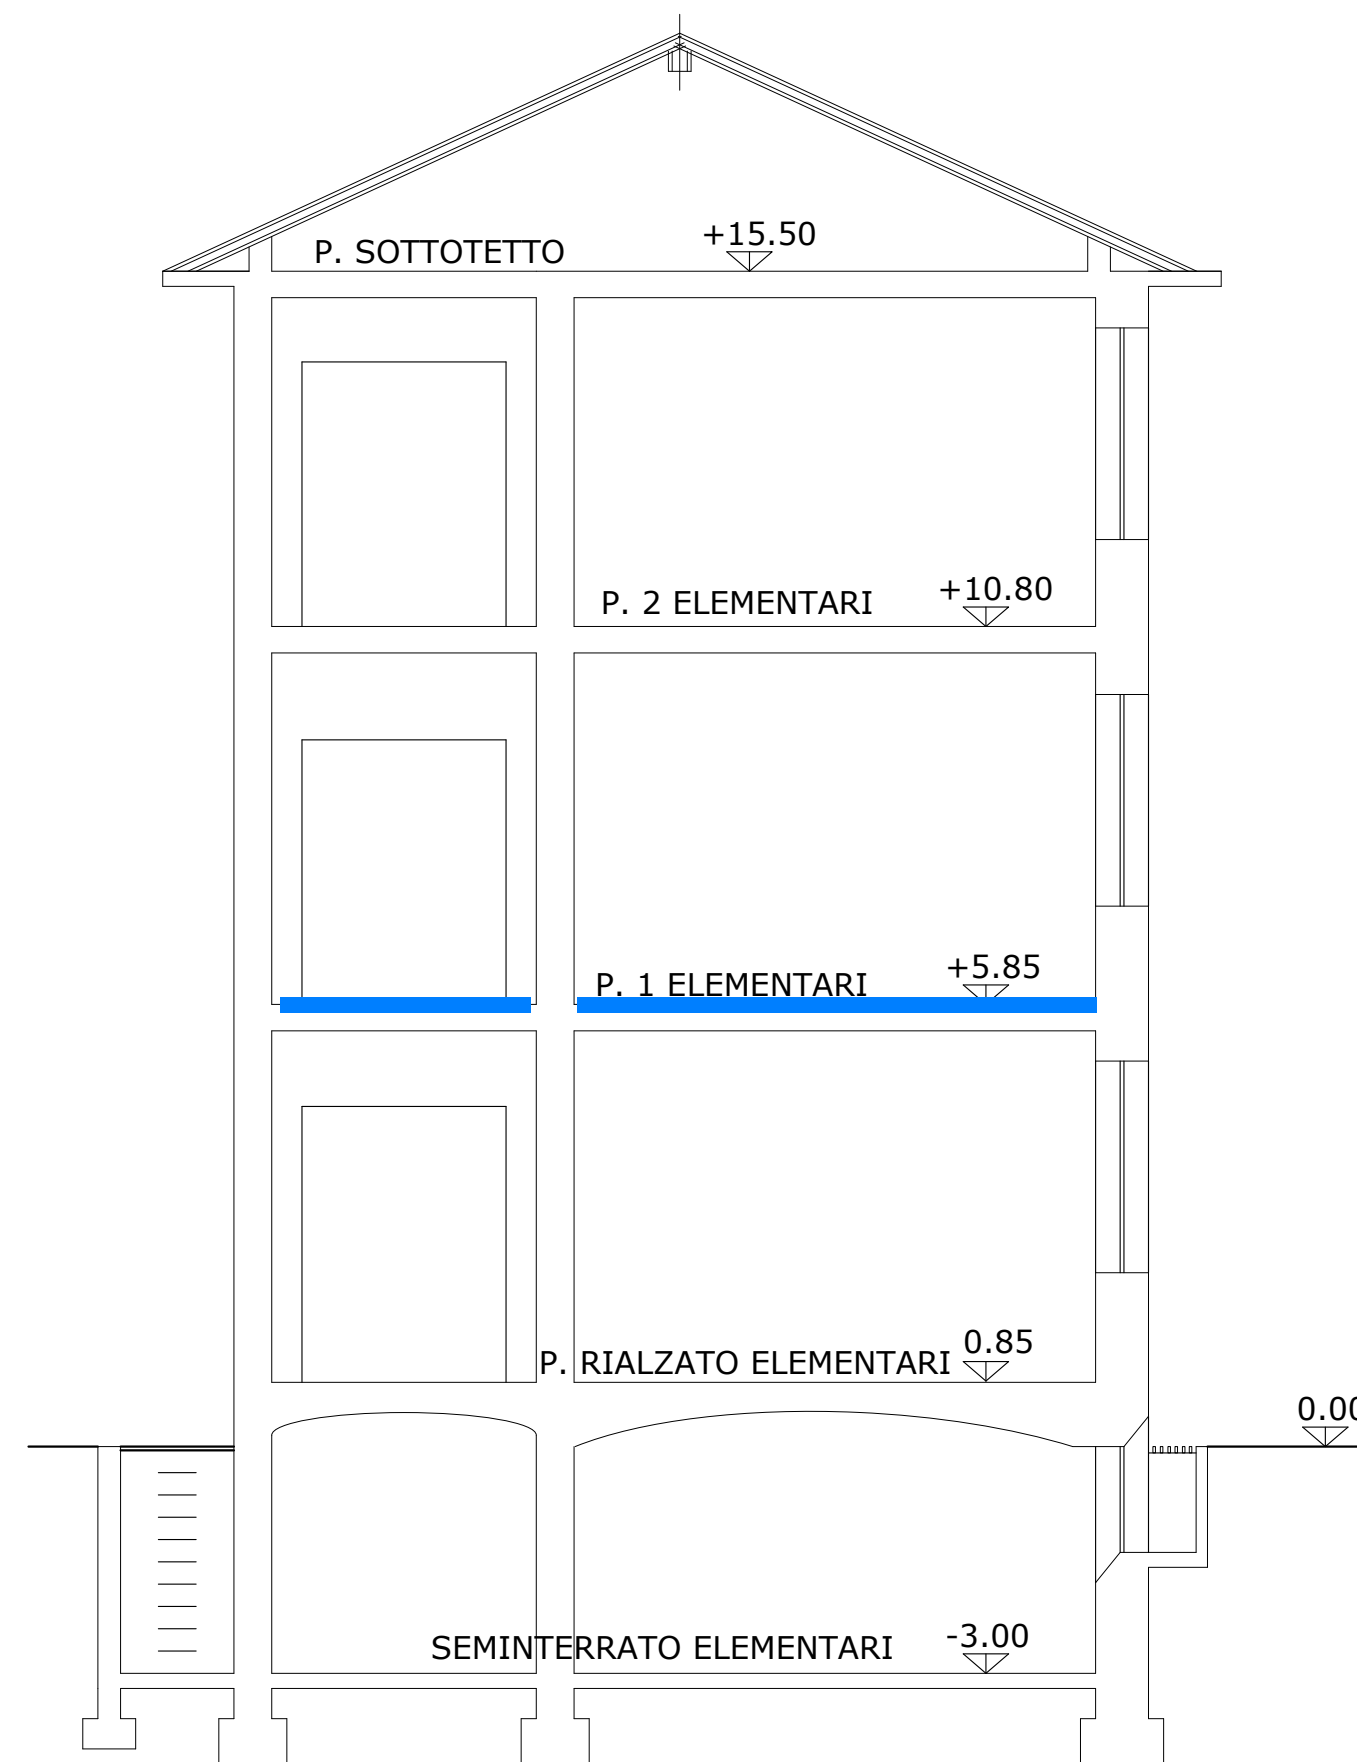 +15.50
P. SOTTOTETTO
+10.80
P. 2 ELEMENTARI
+5.85
P. 1 ELEMENTARI
0.85
P. RIALZATO ELEMENTARI
0.00
-3.00
SEMINTERRATO ELEMENTARI